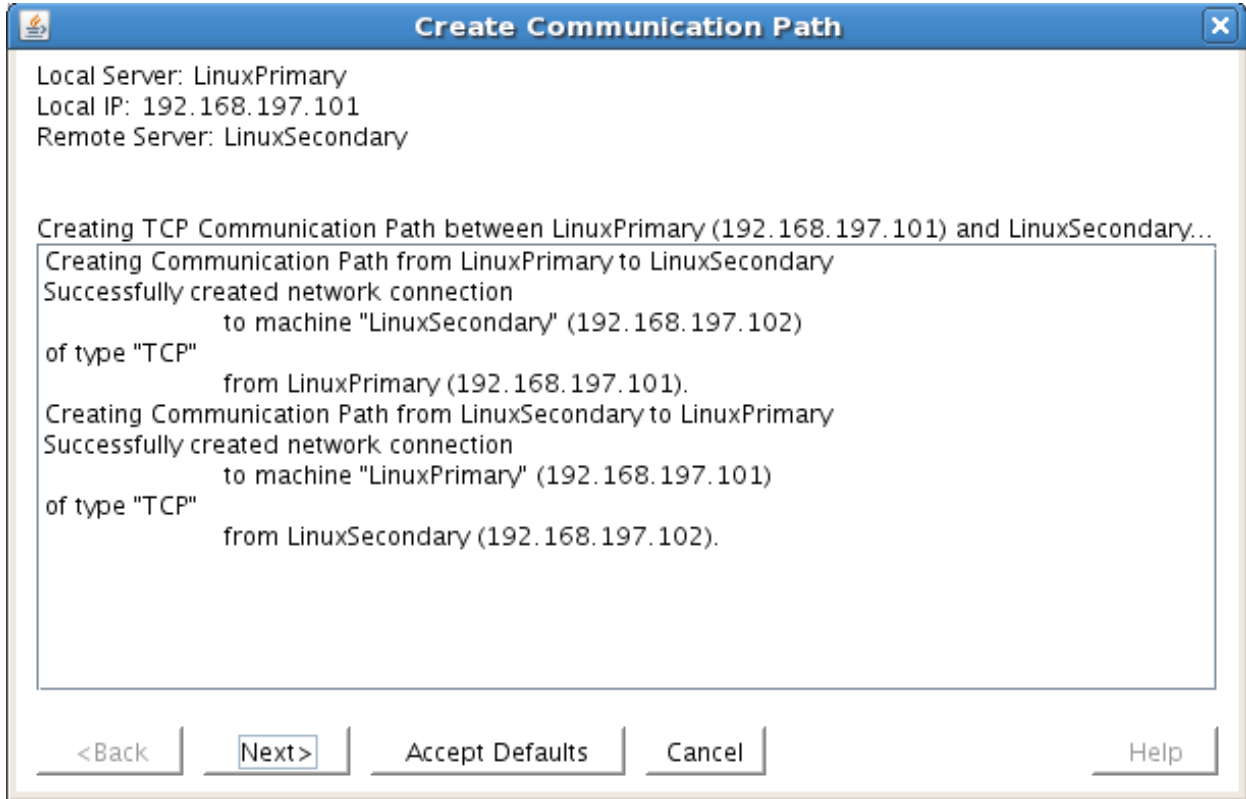 Create Communication Path
Local Server: LinuxPrimary
Local IP: 192.168.197.101
Remote Server: LinuxSecondary
Creating TCP Communication Path between LinuxPrimary (192.168.197.101) and LinuxSecondary...
Creating Communication Path from LinuxPrimary to LinuxSecondary
Successfully created network connection
to machine "LinuxSecondary" (192.168.197.102)
of type "TCP"
from LinuxPrimary (192.168.197.101).
Creating Communication Path from LinuxSecondary to LinuxPrimary
Successfully created network connection
to machine "LinuxPrimary" (192.168.197.101)
of type "TCP"
from LinuxSecondary (192.168.197.102).
<Back Next> Accept Defaults Cancel Help